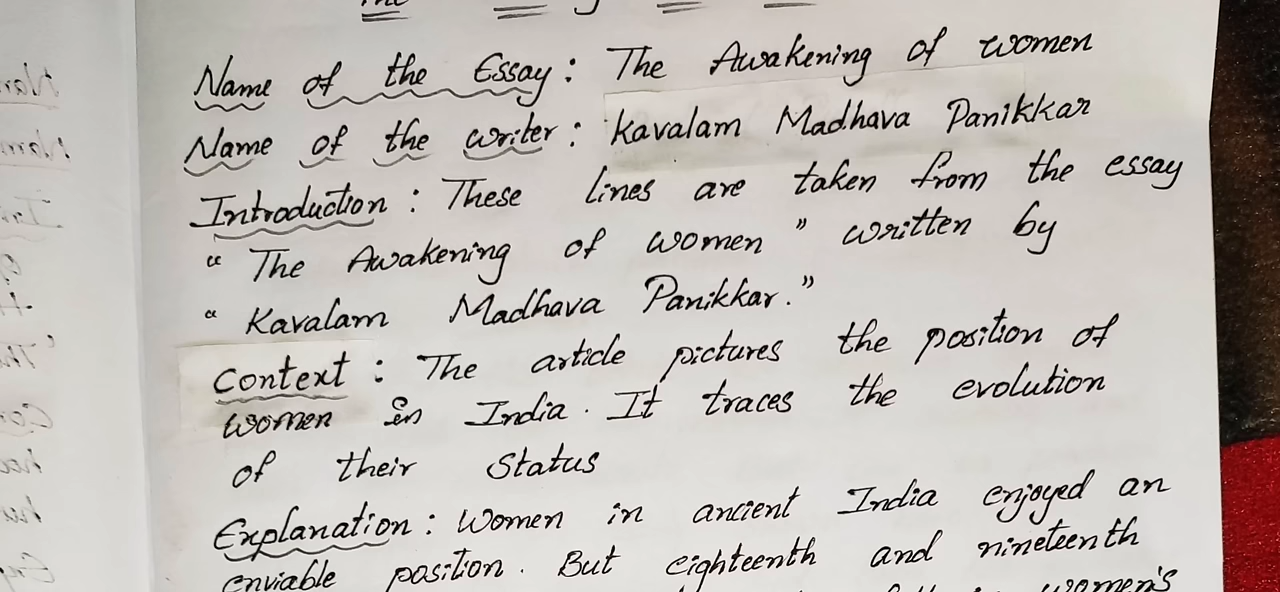 Name of the Essay : The Awakening of women
Name of the writer : Kavalam Madhava Panikkar
Introduction : These lines are taken from the essay
“ The Awakening of women ” written by
“ Kavalam Madhava Panikkar.”
Context : The article pictures the position of
women in India . It traces the evolution
of their Status
Explanation : Women in ancient India enjoyed an
enviable position . But eighteenth and nineteenth
women's